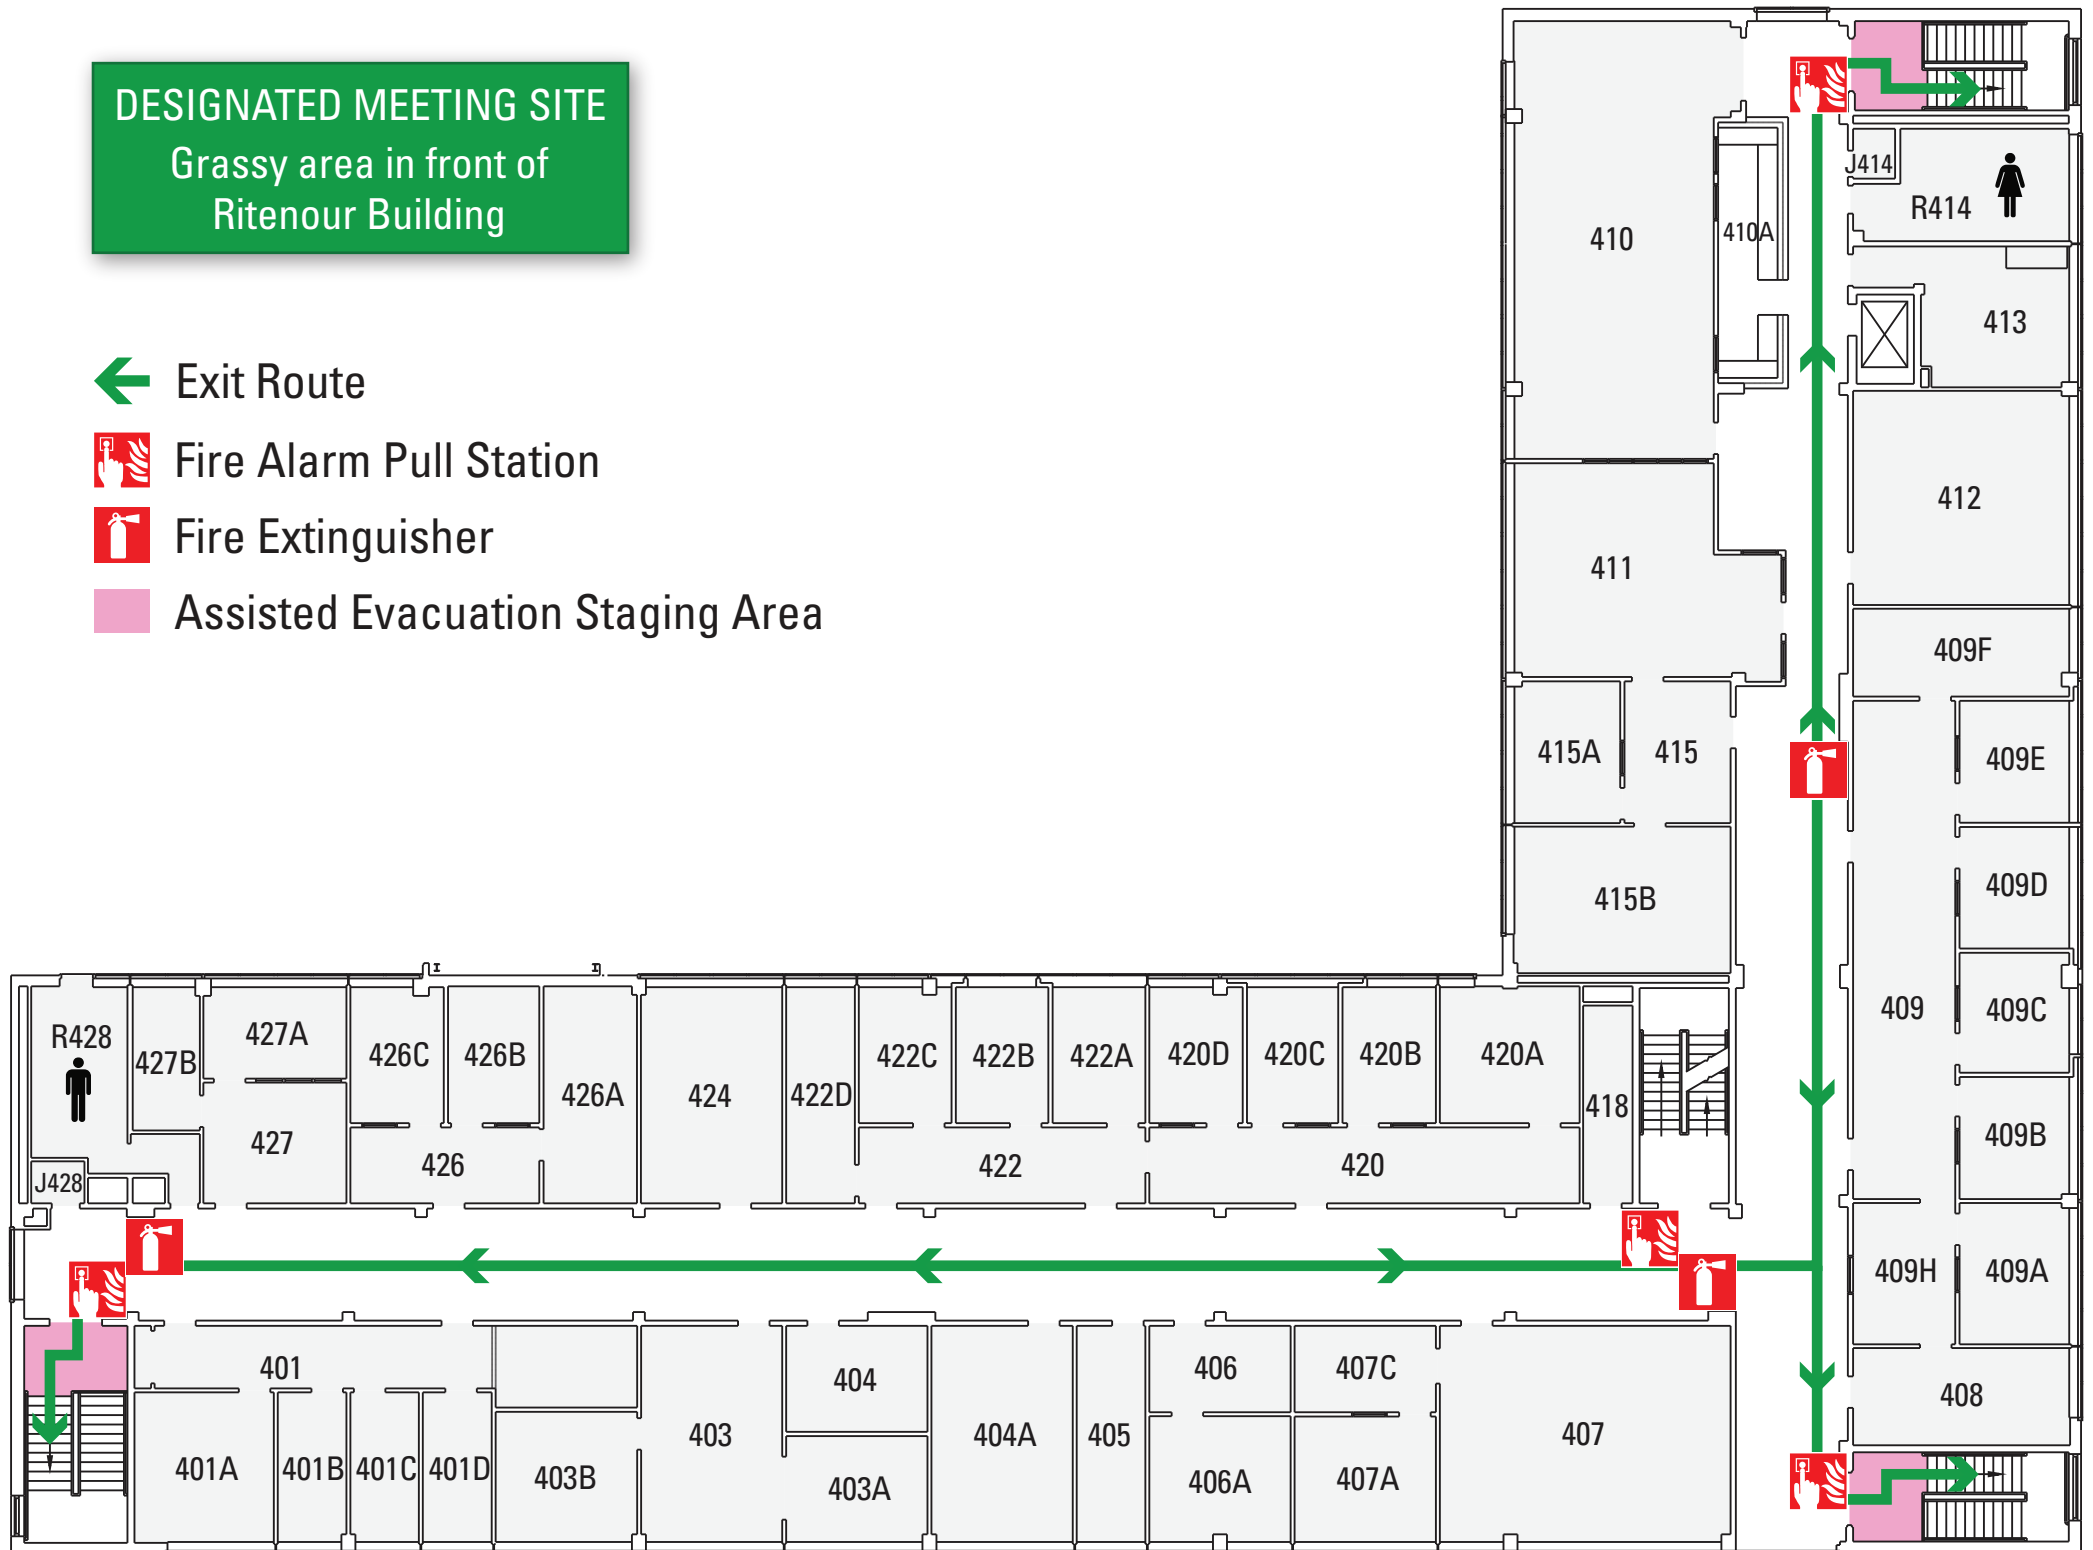 DESIGNATED MEETING SITE
Grassy area in front of
Ritenour Building
Exit Route
Fire Alarm Pull Station
Fire Extinguisher
Assisted Evacuation Staging Area
J414
R414
410
410A
413
412
411
409F
415A
415
409E
415B
409D
409
409C
R428
427B
427A
426C
426B
426A
424
422D
422C
422B
422A
420D
420C
420B
420A
418
409B
J428
427
426
422
420
409H
409A
401
404
406
407C
408
401A
401B
401C
401D
403B
403
403A
404A
405
406A
407A
407